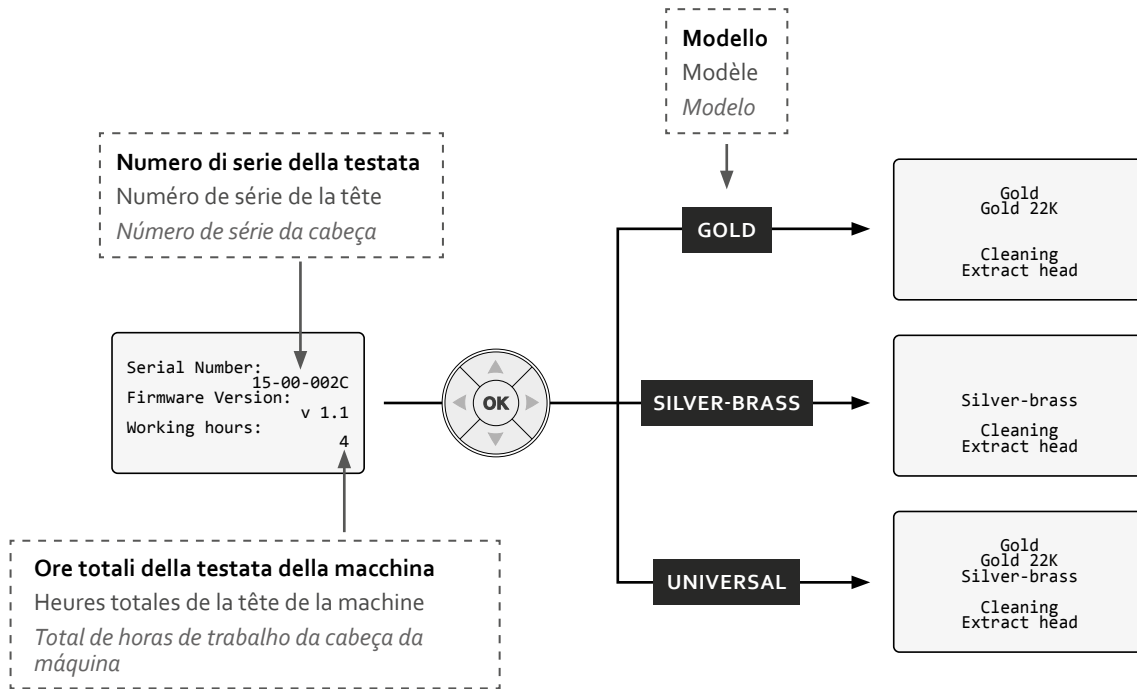 Modello
Modèle
Modelo
Numero di serie della testata
Numéro de série de la tête
Número de série da cabeça
Serial Number:
15-00-002C
Firmware Version:
v 1.1
Working hours:
4
OK
GOLD
Gold
Gold 22K
Cleaning
Extract head
SILVER-BRASS
Silver-brass
Cleaning
Extract head
UNIVERSAL
Gold
Gold 22K
Silver-brass
Cleaning
Extract head
Ore totali della testata della macchina
Heures totales de la tête de la machine
Total de horas de trabalho da cabeça da
máquina